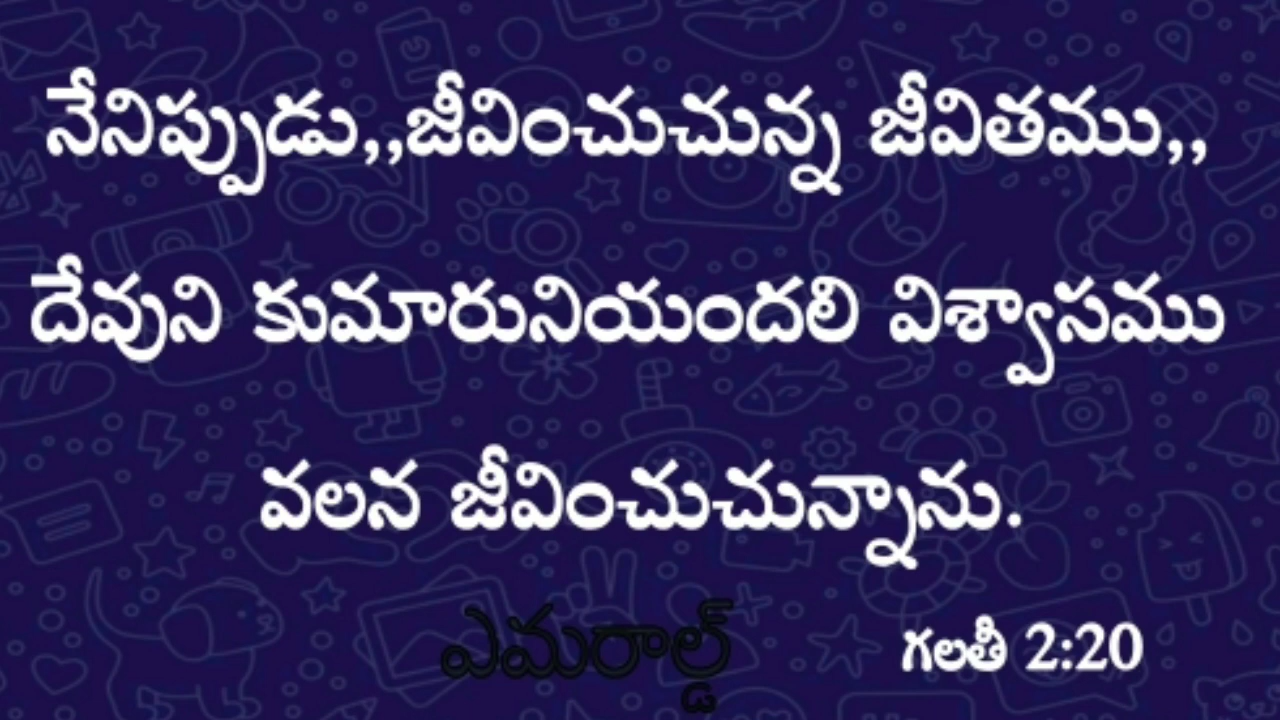 నేనిప్పుడు,,జీవించుచున్న జీవితము,,
దేవుని కుమారునియందలి విశ్వాసము
వలన జీవించుచున్నాను.
ఎమరాల్డ్
గలతీ 2:20